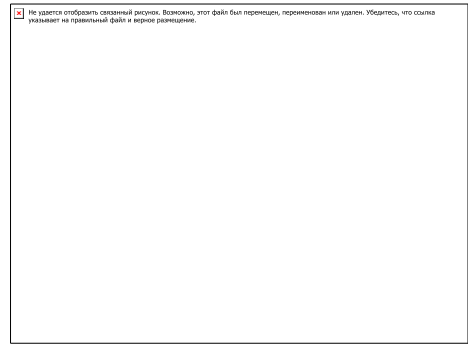 Не удается отобразить связанный рисунок. Возможно, этот файл был перемещен, переименован или удален. Убедитесь, что ссылка
указывает на правильный файл и верное размещение.